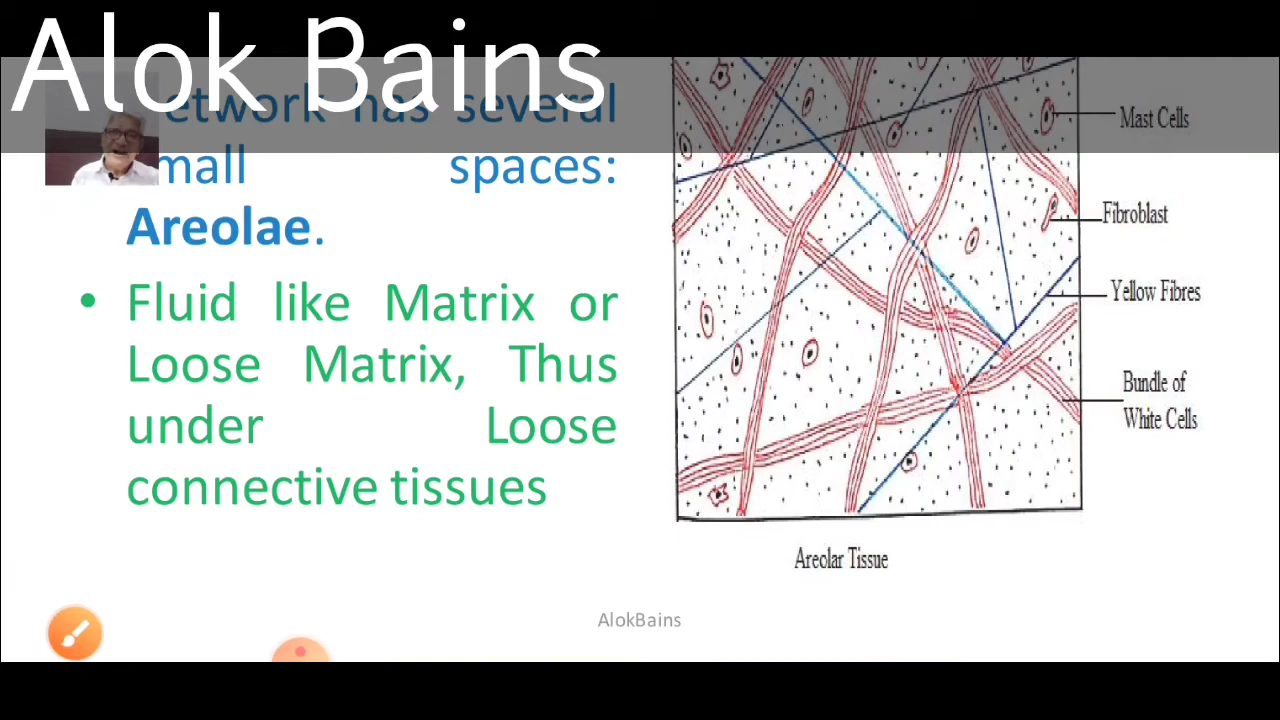 Alok Bains
etwork has several
mall spaces:
Areolae.
• Fluid like Matrix or
Loose Matrix, Thus
under Loose
connective tissues
Mast Cells
Fibroblast
Yellow Fibres
Bundle of
White Cells
Areolar Tissue
AlokBains